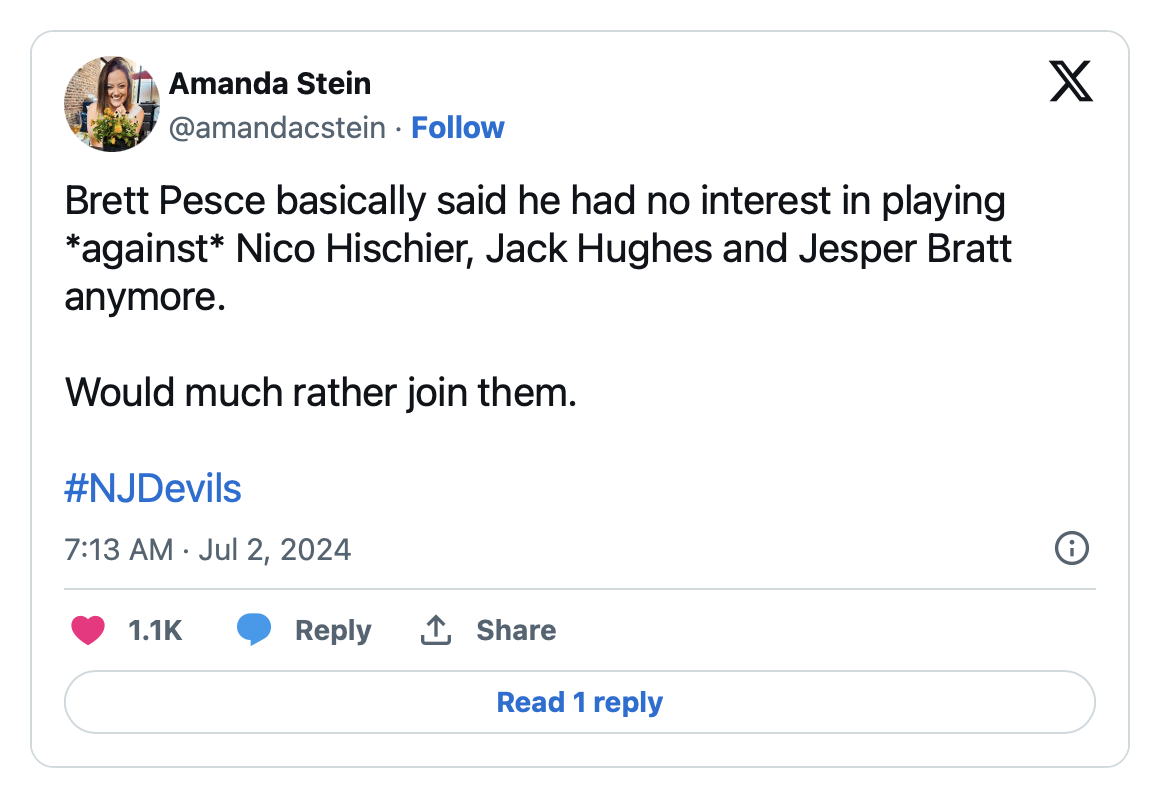 Amanda Stein
@amandacstein · Follow
Brett Pesce basically said he had no interest in playing
*against* Nico Hischier, Jack Hughes and Jesper Bratt
anymore.
Would much rather join them.
#NJDevils
7:13 AM · Jul 2, 2024
1.1K Reply Share
Read 1 reply